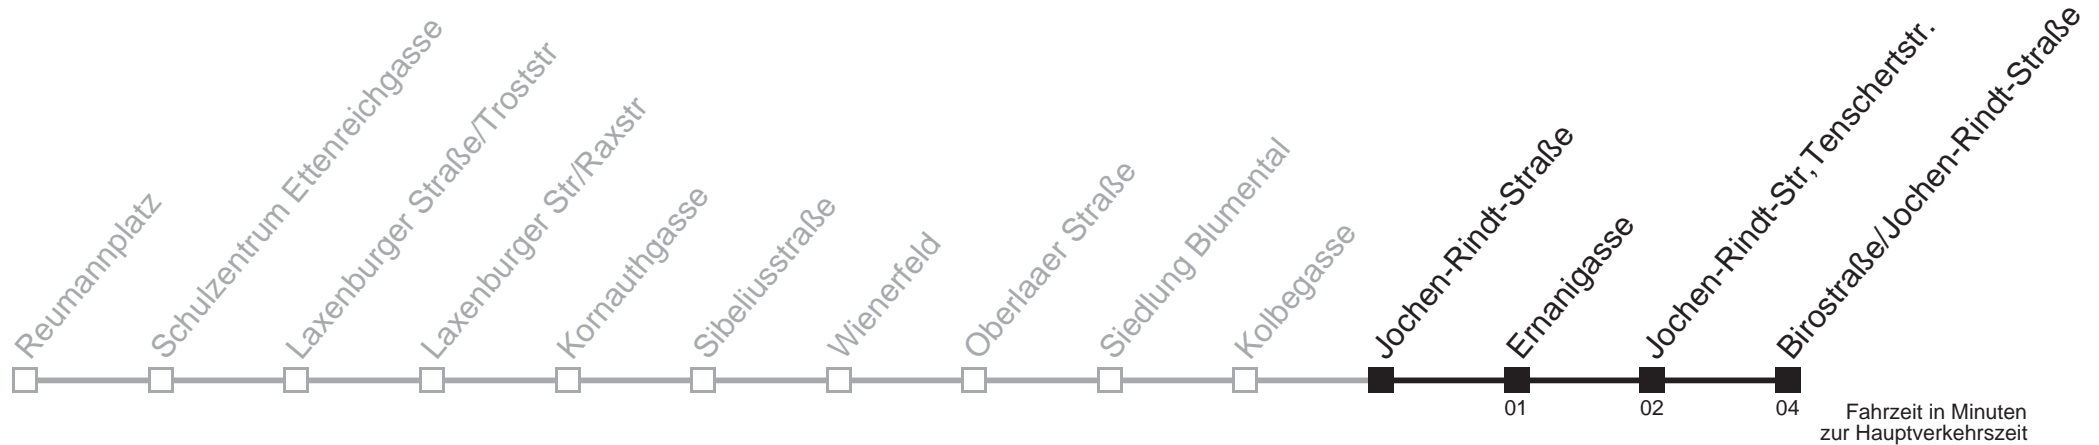 Reumannplatz
Schulzentrum Ettenreichgasse
Laxenburger Straße/Troststr
Laxenburger Str/Raxstr
Kornauthgasse
Sibeliusstraße
Wienerfeld
Oberlaaer Straße
Siedlung Blumental
Kolbegasse
Jochen-Rindt-Straße
Ernanigasse
Jochen-Rindt-Str,Tenschertstr.
Birostraße/Jochen-Rindt-Straße
01
02
04
Fahrzeit in Minuten
zur Hauptverkehrszeit